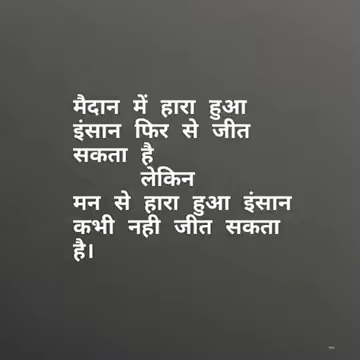 मैदान में हारा हुआ
इंसान फिर से जीत
सकता है
लेकिन
मन से हारा हुआ इंसान
कभी नही जीत सकता
है।